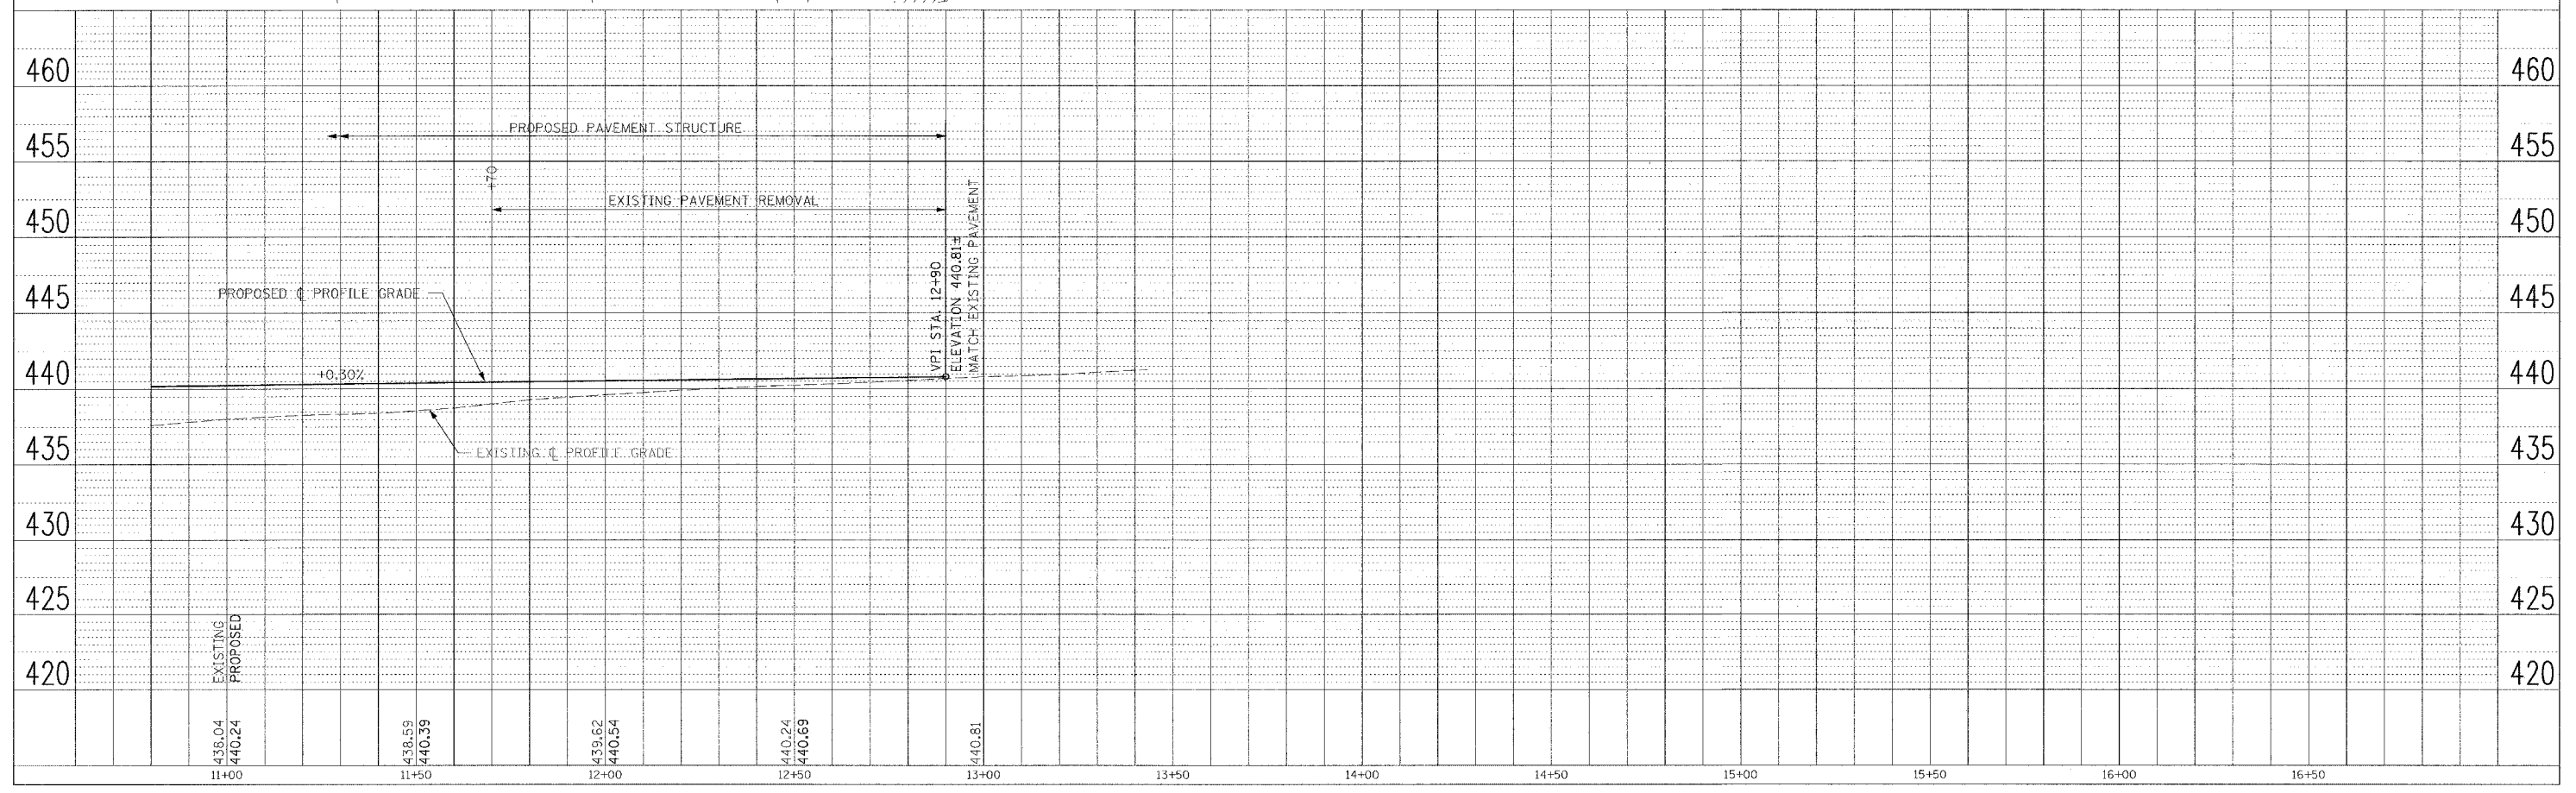 460 460
PROPOSED PAVEMENT STRUCTURE
455 455
+70
EXISTING PAVEMENT REMOVAL
450 450
VPI STA. 12+90
ELEVATION 440.81±
MATCH EXISTING PAVEMENT
445 445
PROPOSED ℄ PROFILE GRADE
440 440
+0.30%
435 435
EXISTING ℄ PROFILE GRADE
430 430
425 425
EXISTING
PROPOSED
420 420
438.04
440.24
438.59
440.39
439.62
440.54
440.24
440.69
440.81
11+00 11+50 12+00 12+50 13+00 13+50 14+00 14+50 15+00 15+50 16+00 16+50